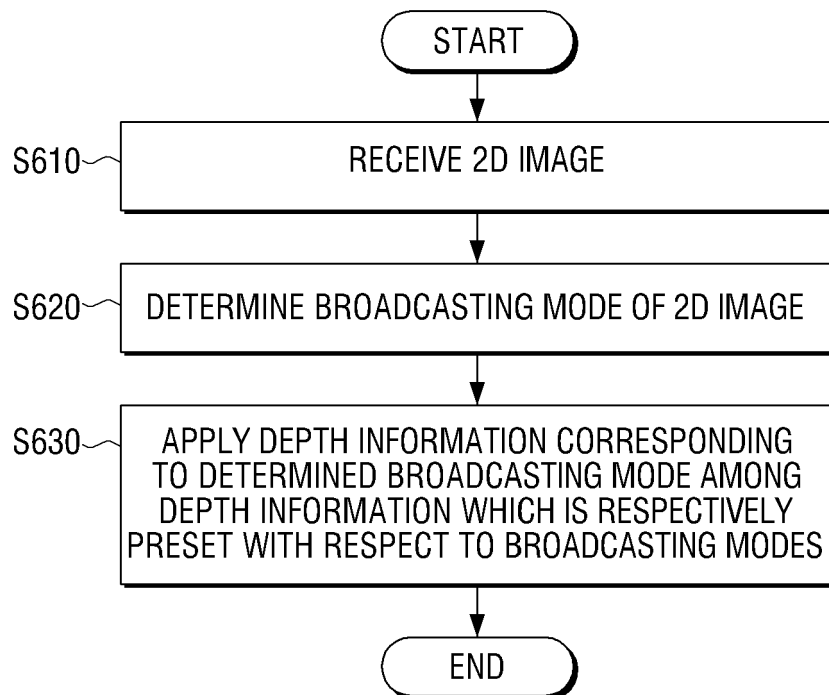 START
S610
RECEIVE 2D IMAGE
S620
DETERMINE BROADCASTING MODE OF 2D IMAGE
S630
APPLY DEPTH INFORMATION CORRESPONDING
TO DETERMINED BROADCASTING MODE AMONG
DEPTH INFORMATION WHICH IS RESPECTIVELY
PRESET WITH RESPECT TO BROADCASTING MODES
END